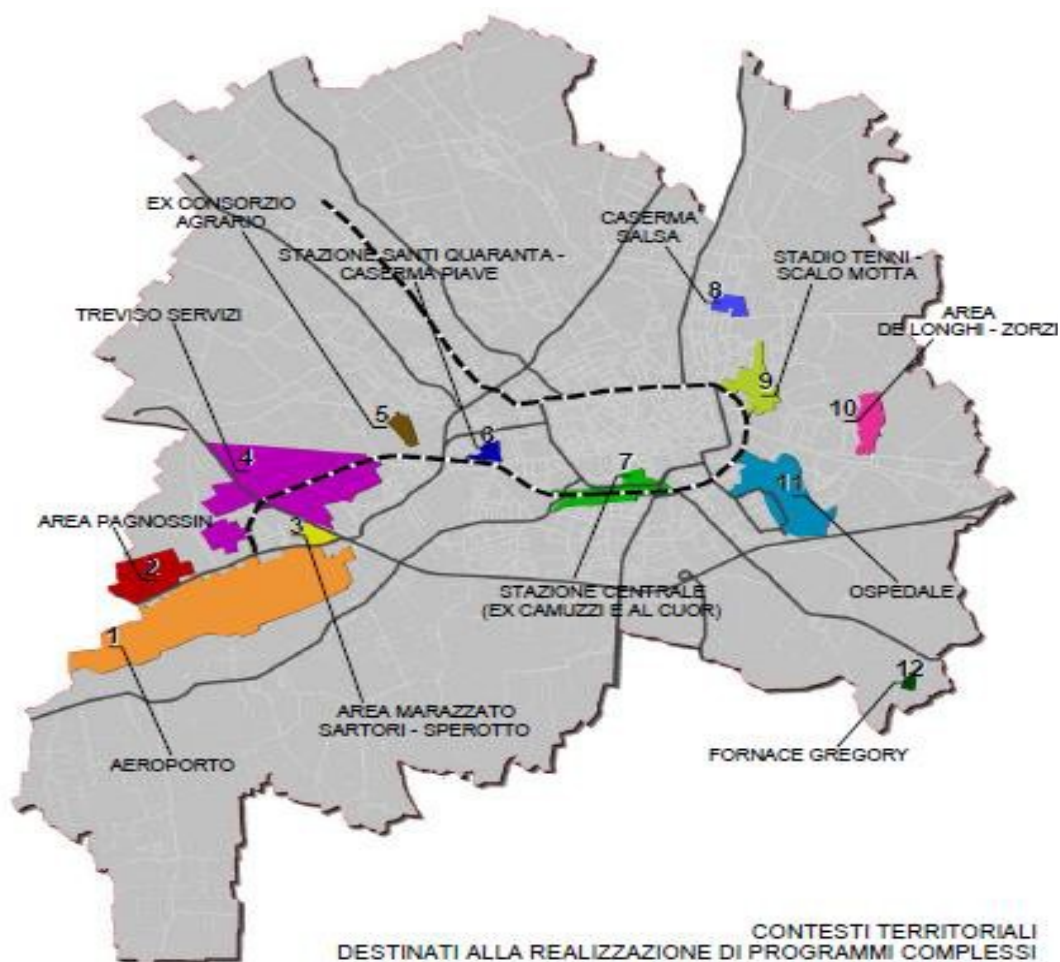 EX CONSORZIO
AGRARIO
STAZIONE SANTI QUARANTA -
CASERMA PIAVE
CASERMA
SALSA
STADIO TENNI -
SCALO MOTTA
TREVISO SERVIZI
AREA
DE LONGHI - ZORZI
8
9
10
5
6
4
7
11
AREA PAGNOSSIN
3
2
1
STAZIONE CENTRALE
(EX CAMUZZI E AL CUOR)
OSPEDALE
12
AREA MARAZZATO
SARTORI - SPEROTTO
AEROPORTO
FORNACE GREGORY
CONTESTI TERRITORIALI
DESTINATI ALLA REALIZZAZIONE DI PROGRAMMI COMPLESSI